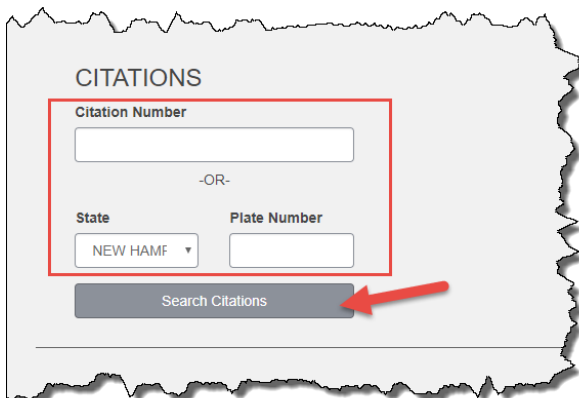 CITATIONS
Citation Number
-OR-
State Plate Number
NEW HAMF
Search Citations